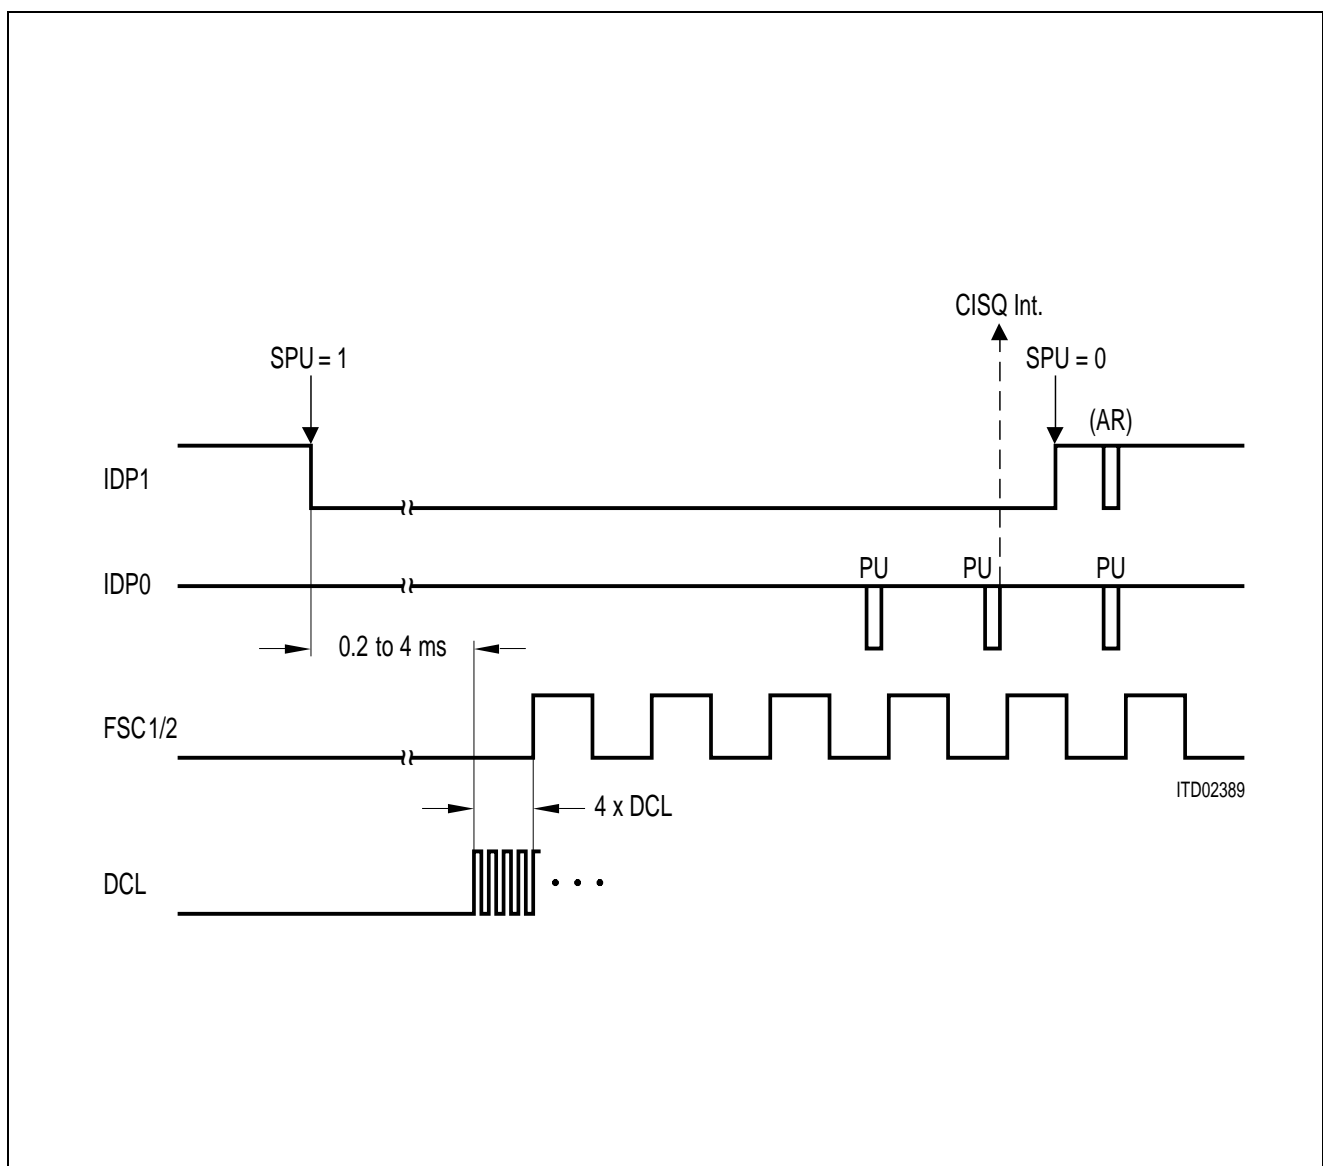 CISQ Int.
SPU = 1
SPU = 0
(AR)
IDP1
PU
PU
PU
IDP0
0.2 to 4 ms
FSC1/2
ITD02389
4 x DCL
DCL